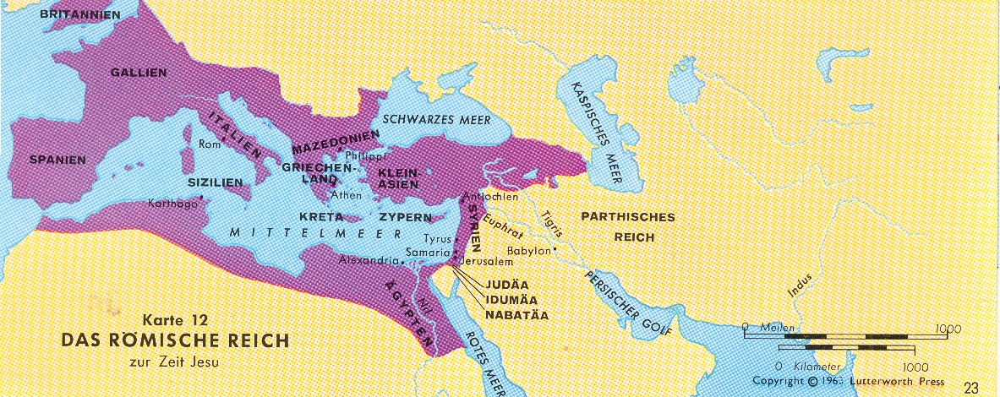 BRITANNIEN
GALLIEN
ITALIEN
Rom
SPANIEN
SIZILIEN
Karthago
MAZEDONIEN
Philippi
GRIECHEN-
LAND
Athen
KLEIN-
ASIEN
SCHWARZES MEER
KASPISCHES MEER
KRETA
ZYPERN
MITTELMEER
Antiochien
SYRIEN
Euphrat
Tigris
PARTHISCHES
REICH
Tyrus
Samaria
Babylon
Alexandria
Jerusalem
JUDÄA
IDUMÄA
NABATÄA
ÄGYPTEN
Nil
ROTES MEER
PERSISCHER GOLF
Indus
Karte 12
DAS RÖMISCHE REICH
zur Zeit Jesu
0 Meilen 1000
0 Kilometer 1000
Copyright © Lutterworth Press
23